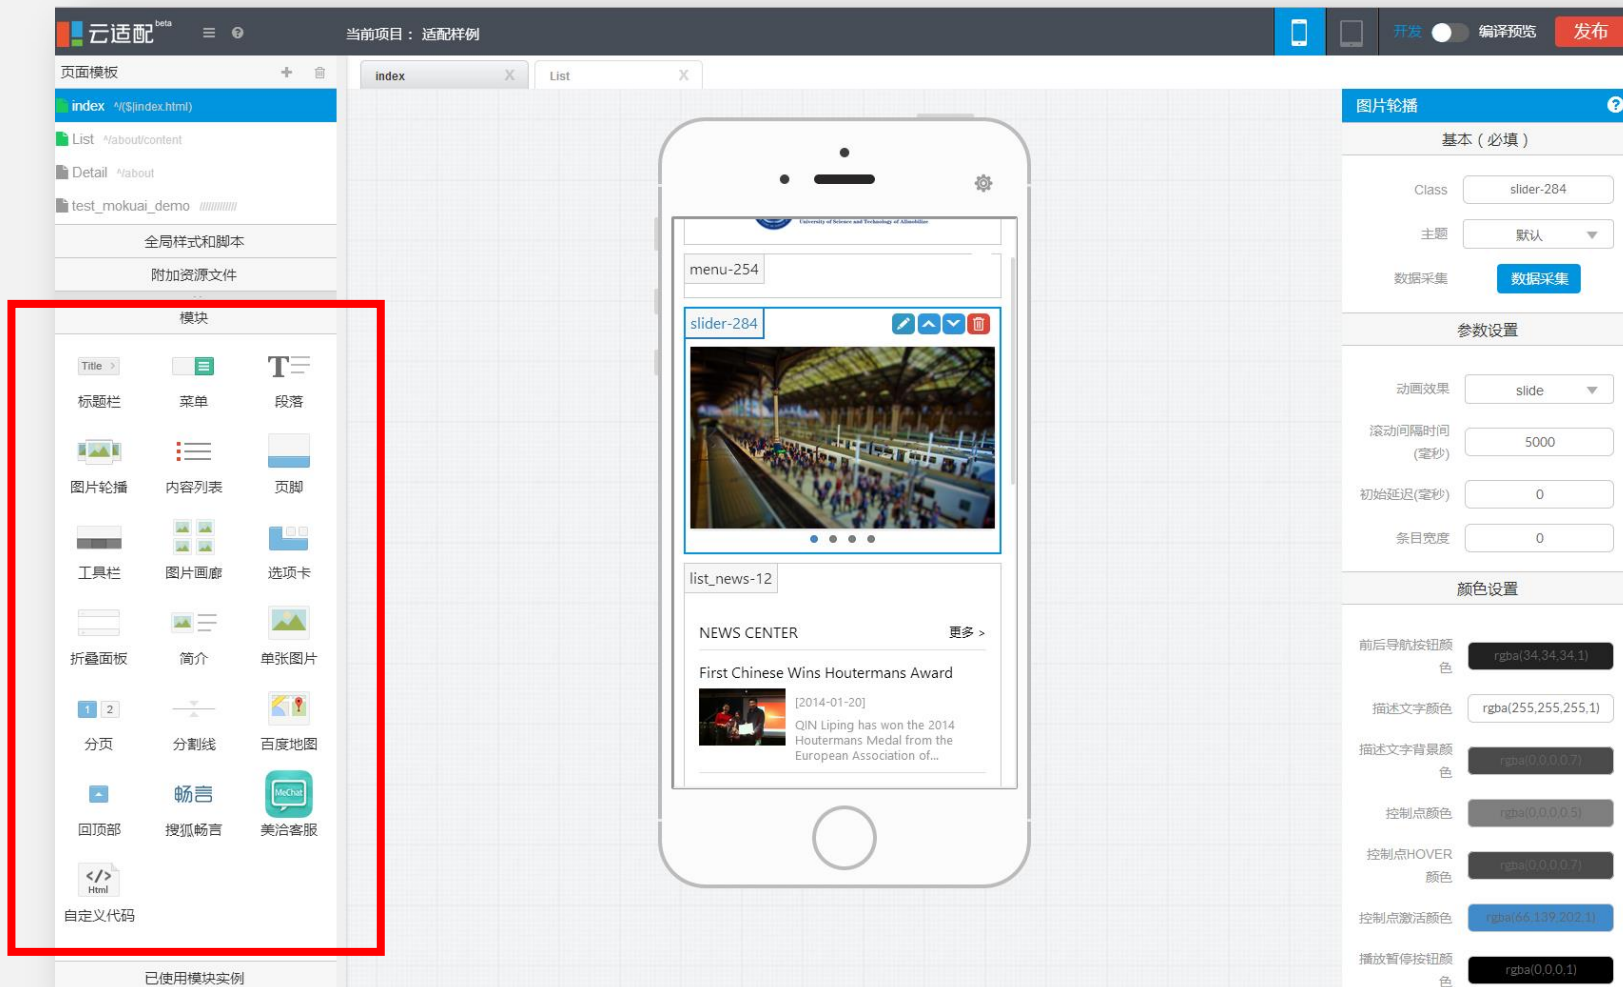 云适配 beta
当前项目： 适配样例
开发 编译预览 发布
页面模板
index X List X
index ^/($|index.html)
List ^/about/content
Detail ^/about
test_mokuai_demo ////////////
全局样式和脚本
附加资源文件
模块
Title >
标题栏 菜单 段落
图片轮播 内容列表 页脚
工具栏 图片画廊 选项卡
折叠面板 简介 单张图片
1 2
分页 分割线 百度地图
畅言 MeChat
回顶部 搜狐畅言 美洽客服
</>
Html
自定义代码
已使用模块实例
University of Science and Technology of Allmobilize
menu-254
slider-284
list_news-12
NEWS CENTER 更多 >
First Chinese Wins Houtermans Award
[2014-01-20]
QIN Liping has won the 2014
Houtermans Medal from the
European Association of...
图片轮播
基本（必填）
Class slider-284
主题 默认
数据采集 数据采集
参数设置
动画效果 slide
滚动间隔时间
(毫秒) 5000
初始延迟(毫秒) 0
条目宽度 0
颜色设置
前后导航按钮颜
色 rgba(34,34,34,1)
描述文字颜色 rgba(255,255,255,1)
描述文字背景颜
色 rgba(0,0,0,0.7)
控制点颜色 rgba(0,0,0,0.5)
控制点HOVER
颜色 rgba(0,0,0,0.7)
控制点激活颜色 rgba(66,139,202,1)
播放暂停按钮颜
色 rgba(0,0,0,1)